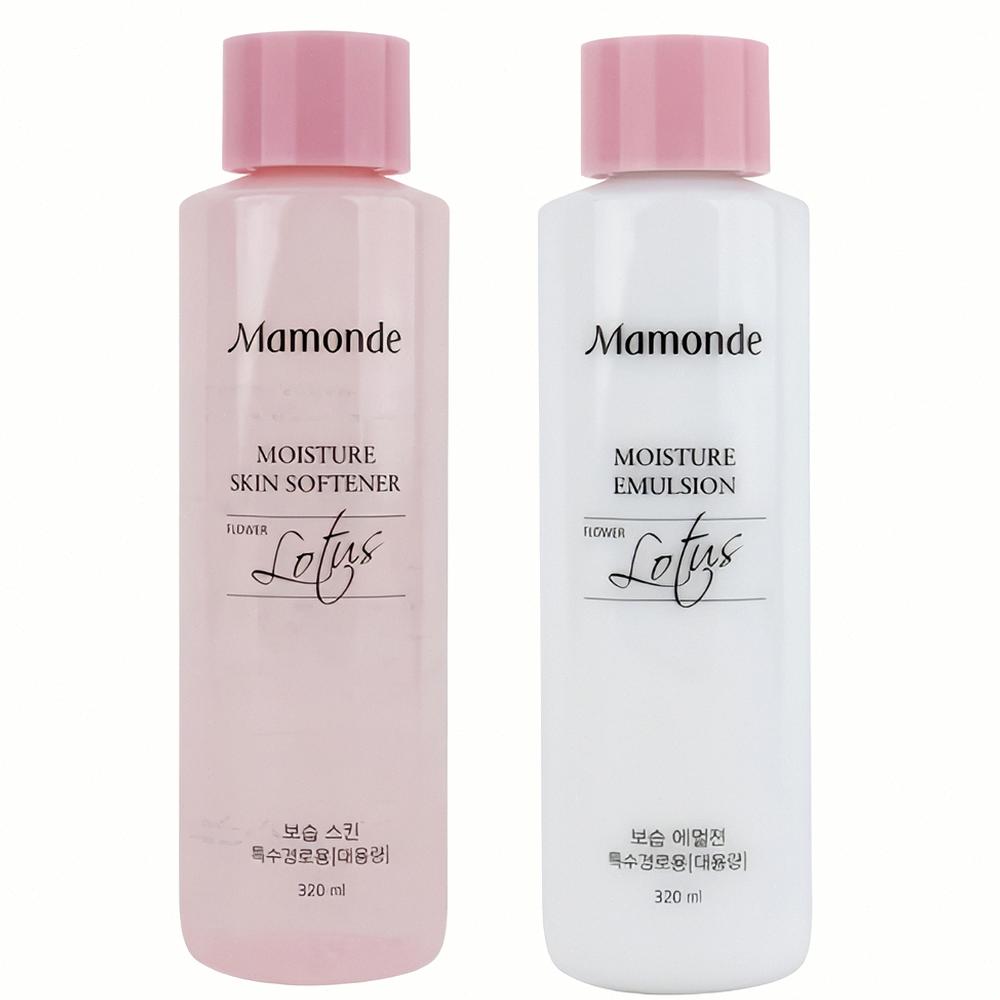 Mamonde
MOISTURE
SKIN SOFTENER
FLOWER
Lotus
보습 스킨
특수경로용|대용량|
320 ml
Mamonde
MOISTURE
EMULSION
FLOWER
Lotus
보습 에멀젼
특수경로용|대용량|
320 ml